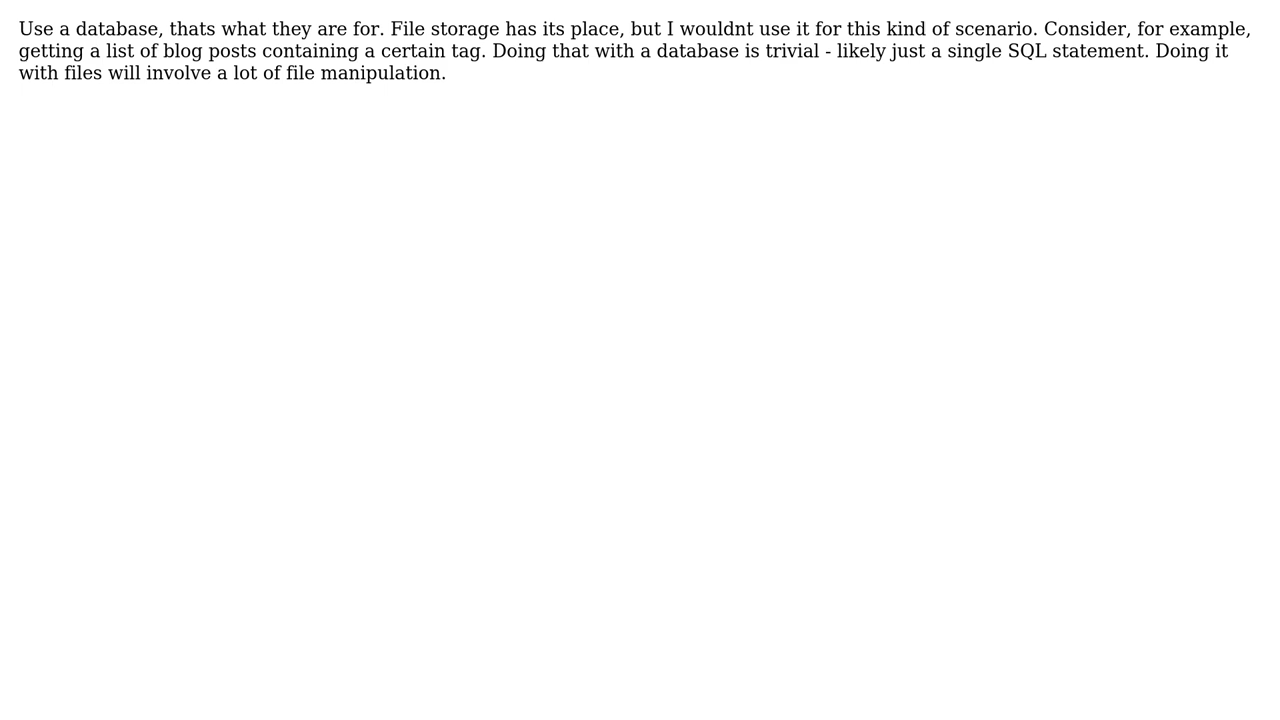 Use a database, thats what they are for. File storage has its place, but I wouldnt use it for this kind of scenario. Consider, for example,
getting a list of blog posts containing a certain tag. Doing that with a database is trivial - likely just a single SQL statement. Doing it
with files will involve a lot of file manipulation.